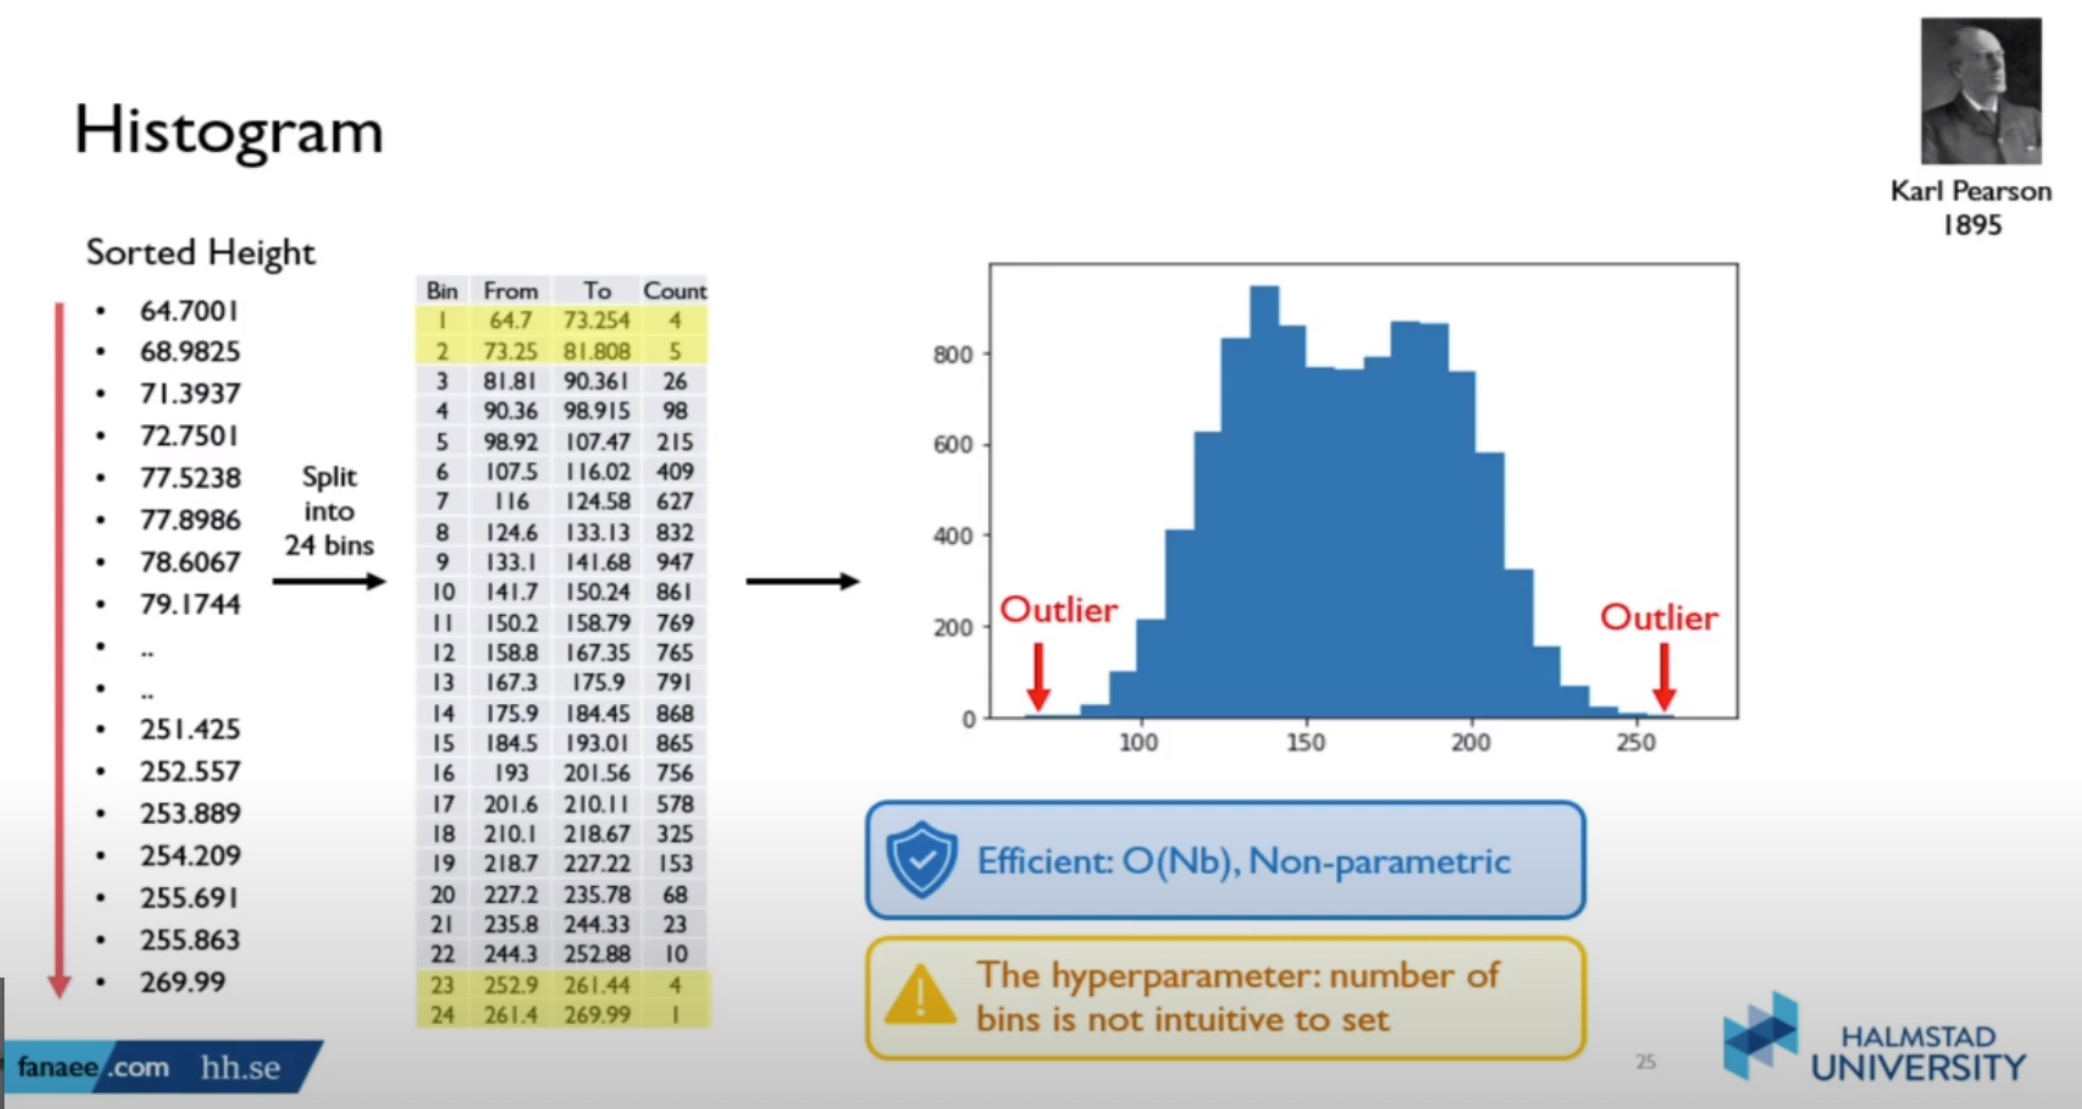 Histogram
Karl Pearson
1895
Sorted Height
• 64.7001
• 68.9825
• 71.3937
• 72.7501
• 77.5238
• 77.8986
• 78.6067
• 79.1744
• ..
• ..
• 251.425
• 252.557
• 253.889
• 254.209
• 255.691
• 255.863
• 269.99
Split
into
24 bins
Bin From To Count
1 64.7 73.254 4
2 73.25 81.808 5
3 81.81 90.361 26
4 90.36 98.915 98
5 98.92 107.47 215
6 107.5 116.02 409
7 116 124.58 627
8 124.6 133.13 832
9 133.1 141.68 947
10 141.7 150.24 861
11 150.2 158.79 769
12 158.8 167.35 765
13 167.3 175.9 791
14 175.9 184.45 868
15 184.5 193.01 865
16 193 201.56 756
17 201.6 210.11 578
18 210.1 218.67 325
19 218.7 227.22 153
20 227.2 235.78 68
21 235.8 244.33 23
22 244.3 252.88 10
23 252.9 261.44 4
24 261.4 269.99 1
800
600
400
200
0
100 150 200 250
Outlier
Outlier
Efficient: O(Nb), Non-parametric
The hyperparameter: number of
bins is not intuitive to set
fanaee.com hh.se
25
HALMSTAD
UNIVERSITY